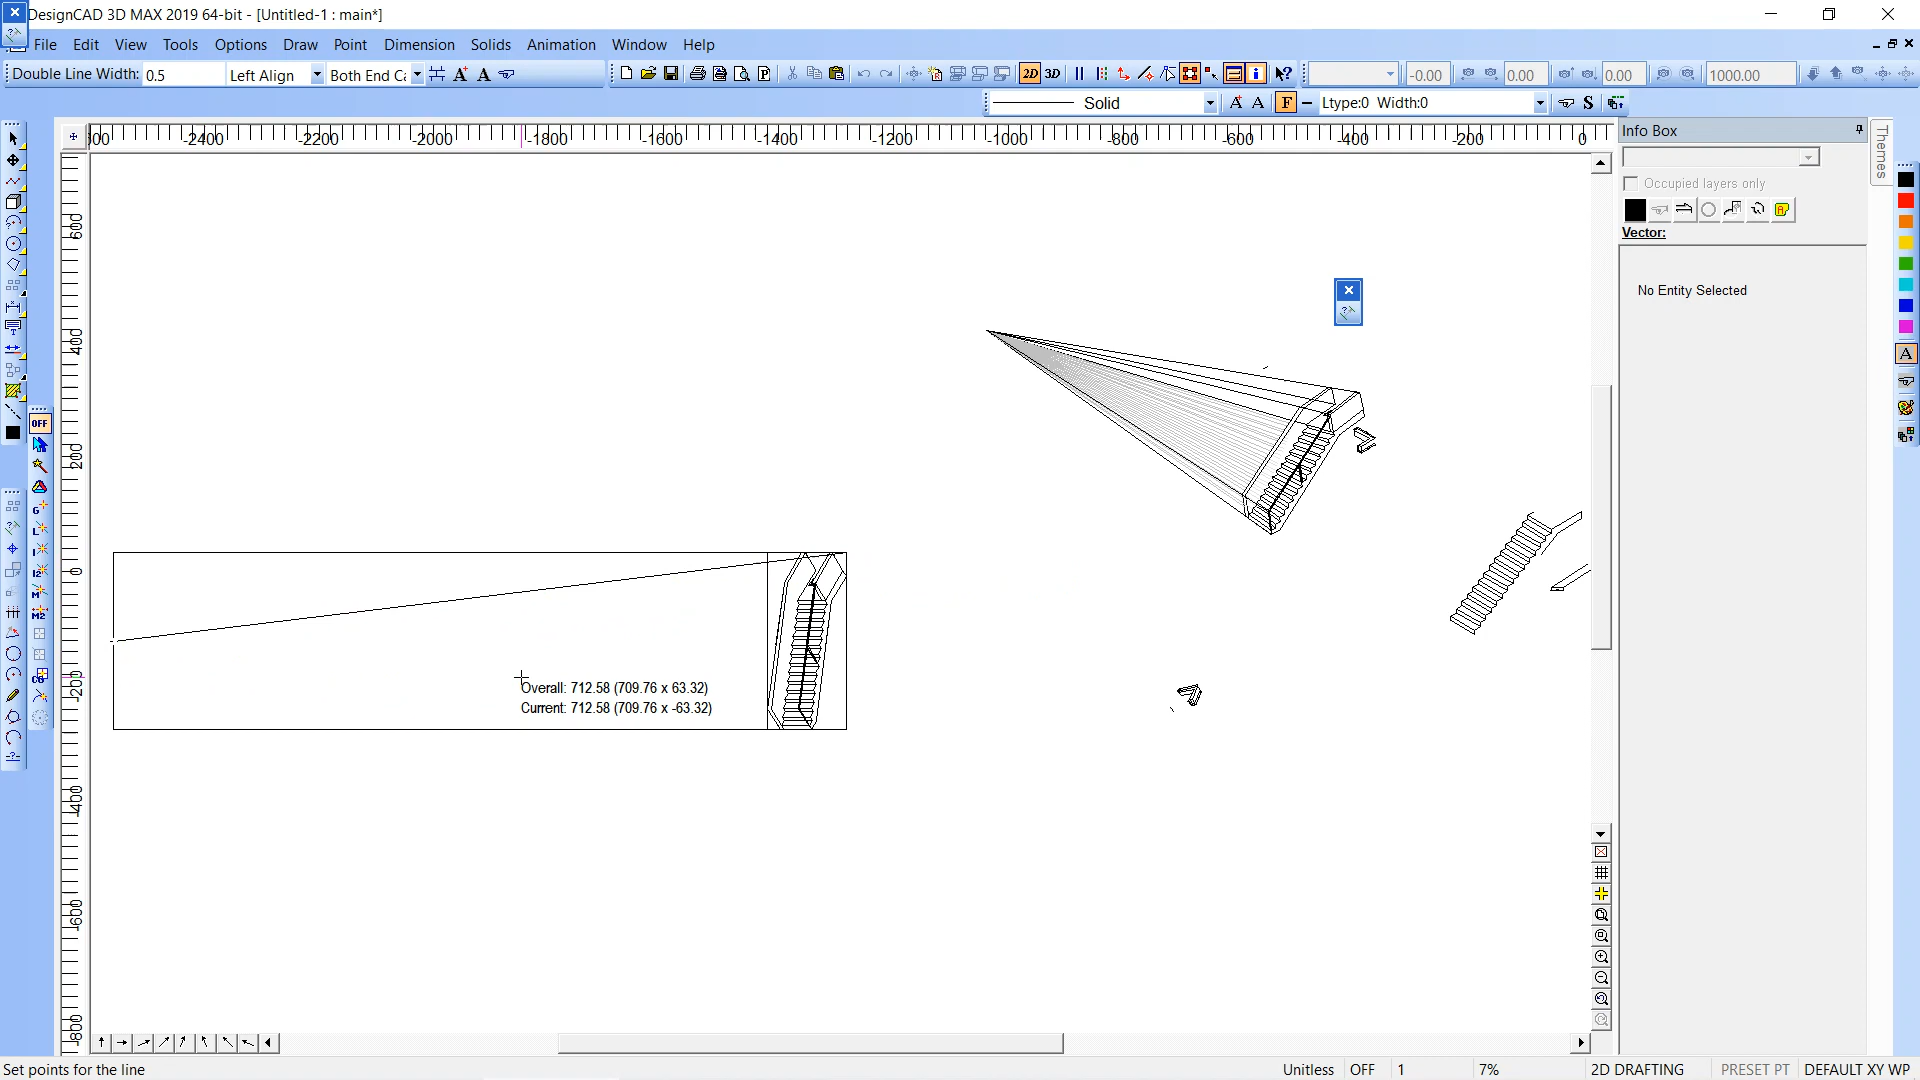 DesignCAD 3D MAX 2019 64-bit - [Untitled-1 : main*]
File Edit View Tools Options Draw Point Dimension Solids Animation Window Help
Double Line Width: 0.5 Left Align Both End Ca 2D 3D -0.00 0.00 0.00 1000.00
Solid F Ltype:0 Width:0 S
-2400 -2200 -2000 -1800 -1600 -1400 -1200 -1000 -800 -600 -400 -200 0
Info Box
Themes
Occupied layers only
Vector:
No Entity Selected
600
400
200
0
-200
-400
-600
-800
OFF
Overall: 712.58 (709.76 x 63.32)
Current: 712.58 (709.76 x -63.32)
Set points for the line Unitless OFF 1 7% 2D DRAFTING PRESET PT DEFAULT XY WP